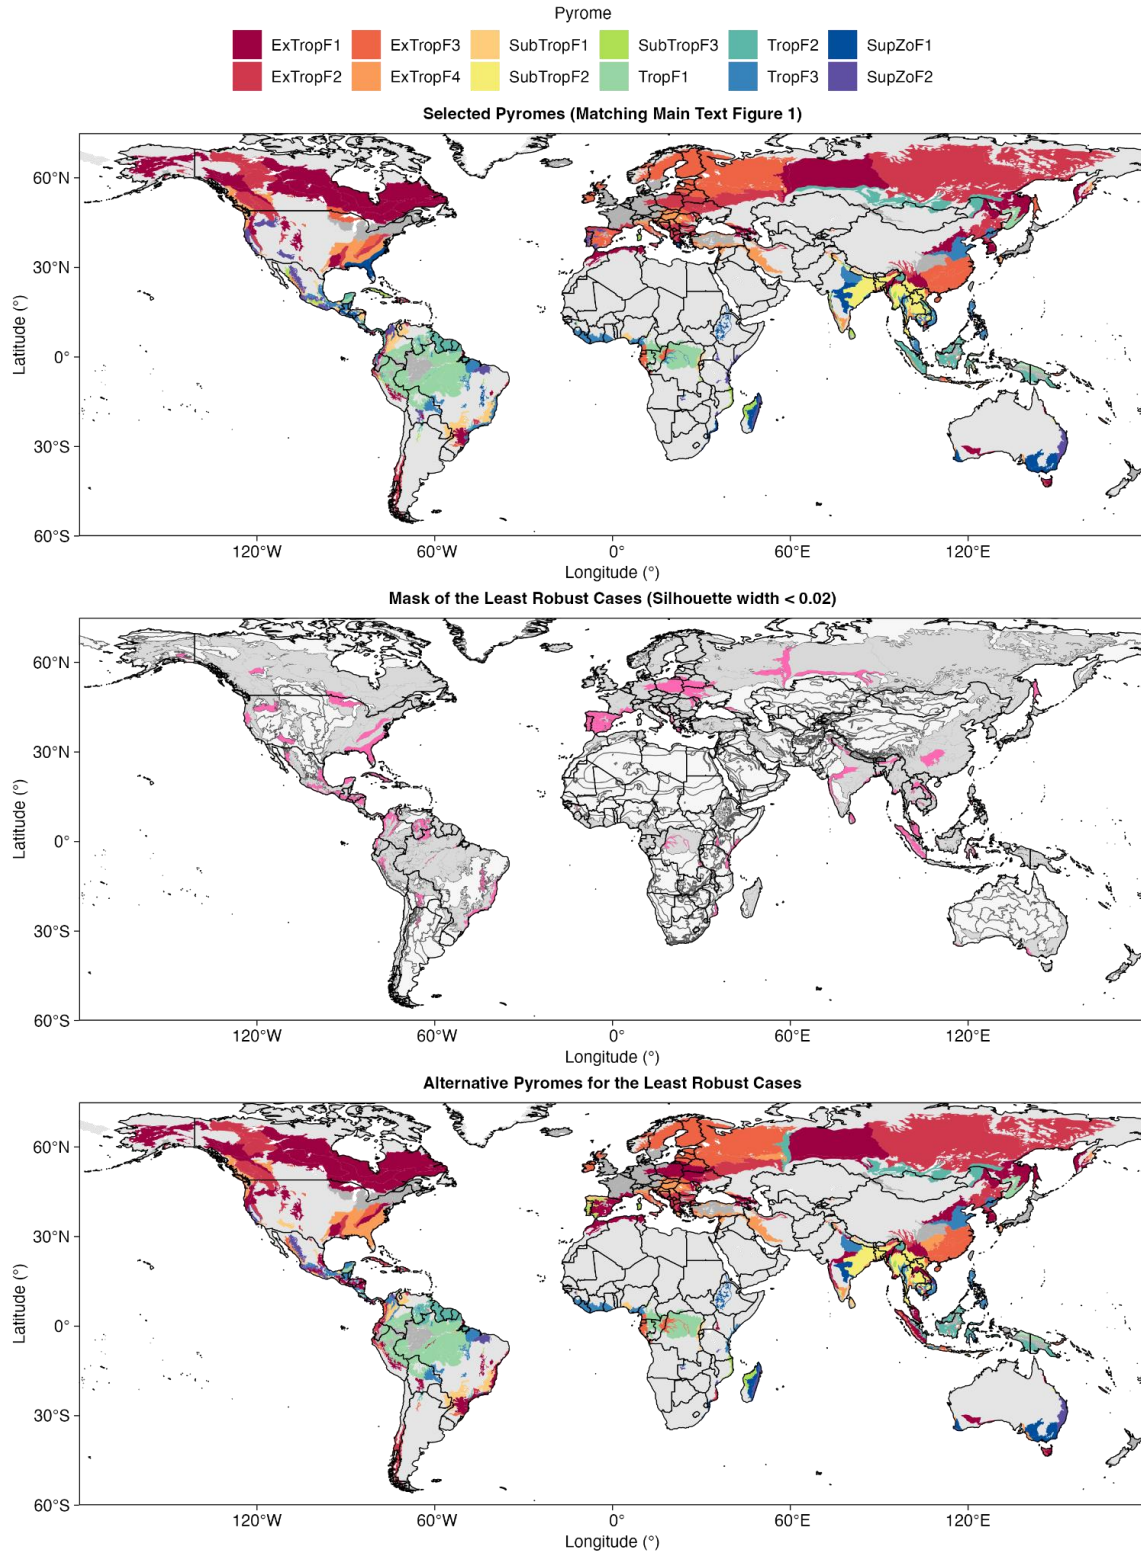 Pyrome
ExTropF1 ExTropF3 SubTropF1 SubTropF3 TropF2 SupZoF1
ExTropF2 ExTropF4 SubTropF2 TropF1 TropF3 SupZoF2
Selected Pyromes (Matching Main Text Figure 1)
Latitude (°)
60°N
30°N
0°
30°S
60°S
120°W 60°W 0° 60°E 120°E
Longitude (°)
Mask of the Least Robust Cases (Silhouette width < 0.02)
Latitude (°)
60°N
30°N
0°
30°S
60°S
120°W 60°W 0° 60°E 120°E
Longitude (°)
Alternative Pyromes for the Least Robust Cases
Latitude (°)
60°N
30°N
0°
30°S
60°S
120°W 60°W 0° 60°E 120°E
Longitude (°)